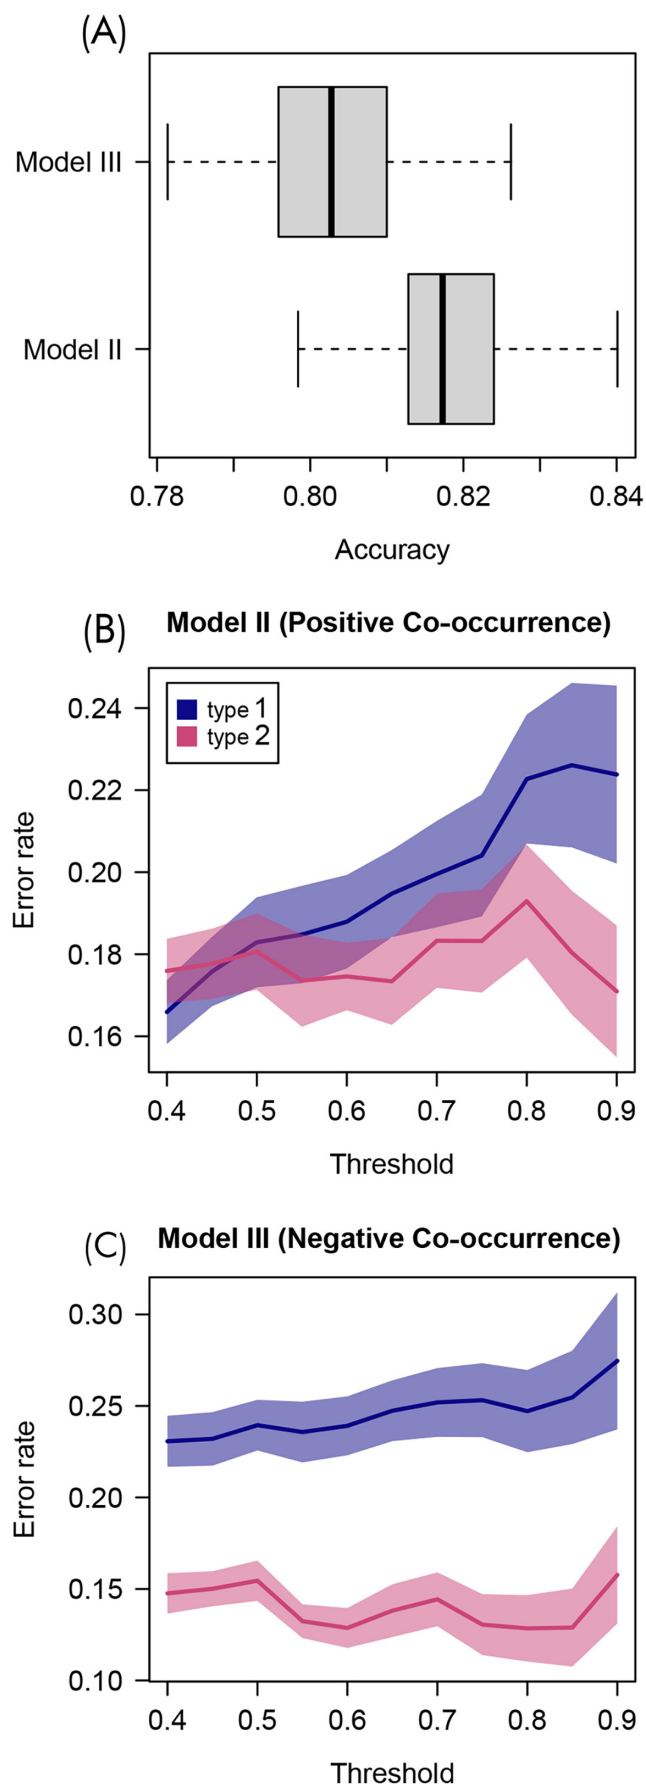 (A)
Model III
Model II
0.78 0.80 0.82 0.84
Accuracy
(B) Model II (Positive Co-occurrence)
type 1
type 2
0.24
0.22
0.20
0.18
0.16
Error rate
0.4 0.5 0.6 0.7 0.8 0.9
Threshold
(C) Model III (Negative Co-occurrence)
0.30
0.25
0.20
0.15
0.10
Error rate
0.4 0.5 0.6 0.7 0.8 0.9
Threshold